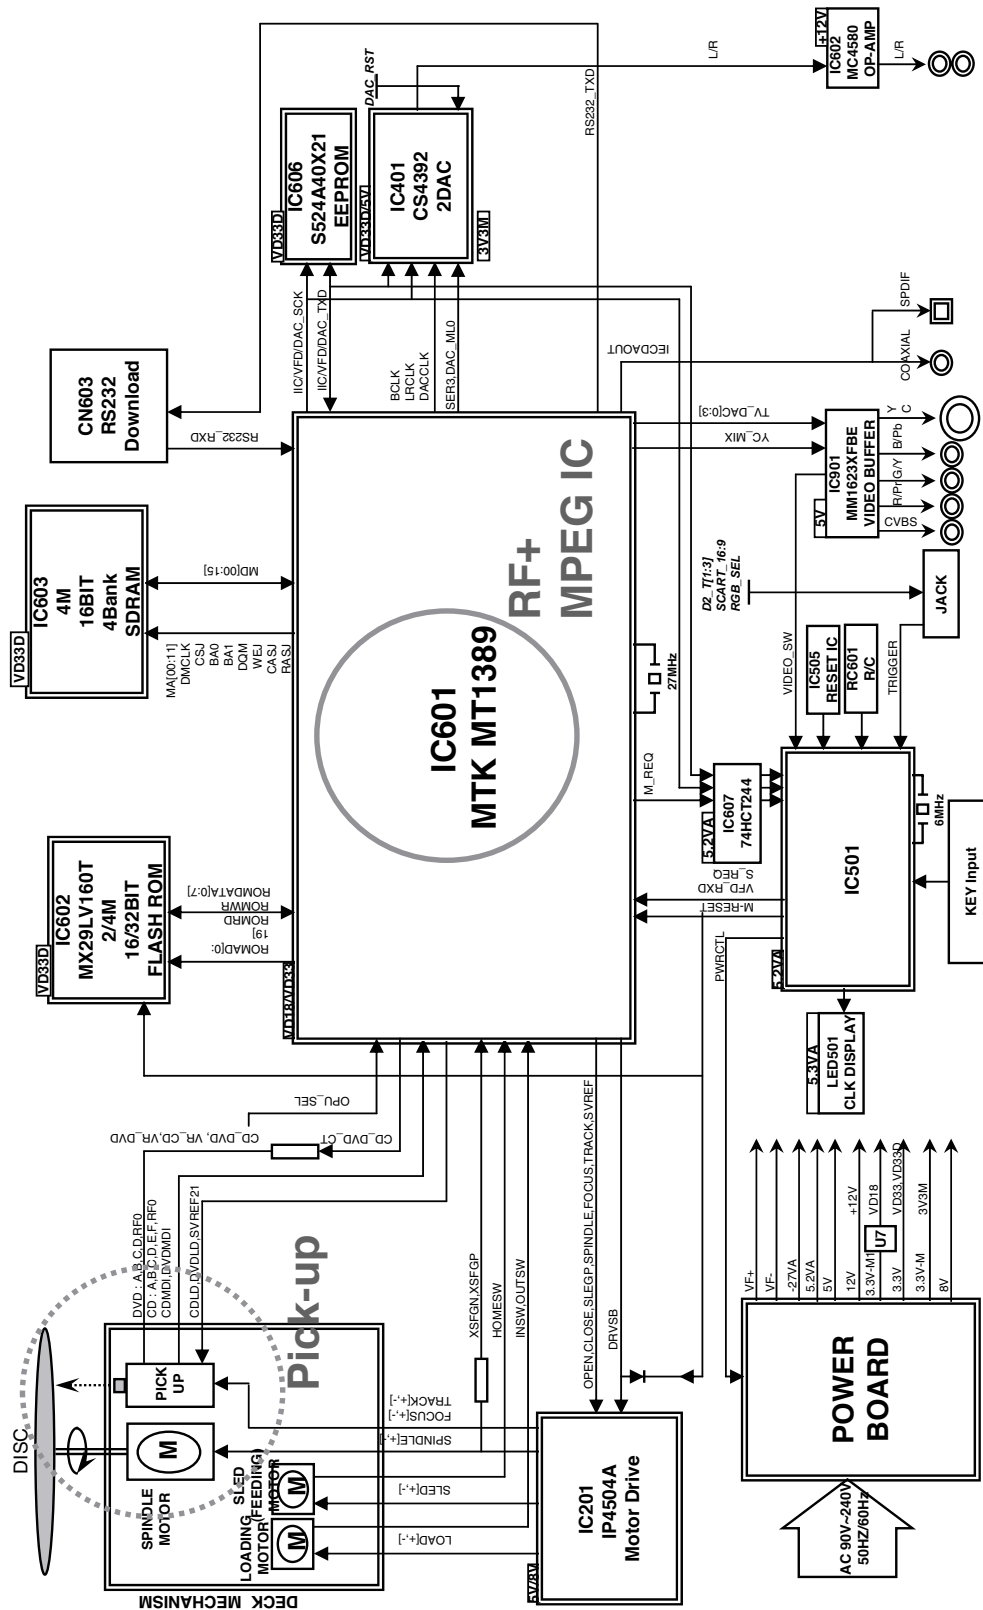 DISC
DECK MECHANISM
SPINDLE
MOTOR
M
PICK
UP
LOADING
MOTOR
M
SLED
(FEEDING)
MOTOR
M
Pick-up
DVD : A,B,C,D,RF0
CD : A,B,C,D,E,F,RF0
CDMDI,DVDMDI
CDLD,DVDLD,SVREF21
CD_DVD, VR_CD,VR_DVD
CD_DVD_CT
OPU_SEL
XSFGN,XSFGP
HOMESW
INSW,OUTSW
TRACK[+,-]
FOCUS[+,-]
SPINDLE[+,-]
SLED[+,-]
LOAD[+,-]
OPEN,CLOSE,SLEGP,SPINDLE,FOCUS,TRACK,SVREF
DRVSB
5V/8V
IC201
IP4504A
Motor Drive
VD33D
IC602
MX29LV160T
2/4M
16/32BIT
FLASH ROM
ROMDATA[0:7]
ROMWR
ROMRD
19]
ROMAD[0:
VD33D
IC603
4M
16BIT
4Bank
SDRAM
MD[00:15]
MA[00:11]
DMCLK
CSJ
BA0
BA1
DQM
WEJ
CASJ
RASJ
CN603
RS232
Download
RS232_RXD
VD33D
IC606
S524A40X21
EEPROM
IIC/VFD/DAC_SCK
IIC/VFD/DAC_TXD
VD33D/5V
IC401
CS4392
2DAC
3V3M
DAC_RST
BCLK
LRCLK
DACCLK
SER3,DAC_ML0
L/R
RS232_TXD
+12V
IC602
MC4580
OP-AMP
L/R
VD18/VD33
IC601
MTK MT1389
RF+
MPEG IC
27MHz
IECDAOUT
SPDIF
COAXIAL
TV_DAC[0:3]
YC_MIX
5V
IC901
MM1623XFBE
VIDEO BUFFER
Y
C
B/Pb
G/Y
R/Pr
CVBS
D2_T[1:3]
SCART_16:9
RGB_SEL
JACK
VIDEO_SW
IC505
RESET IC
RC601
R/C
TRIGGER
M_REQ
5.2VA
IC607
74HCT244
S_REQ
VFD_RXD
M-RESET
PWRCTL
5.2VA
IC501
6MHz
KEY Input
5.3VA
LED501
CLK DISPLAY
POWER
BOARD
AC 90V~240V
50HZ/60Hz
VF+
VF-
-27VA
5.2VA
5V
12V
+12V
3.3V-M1
U7
VD18
3.3V
VD33,VD33D
3.3V-M
3V3M
8V